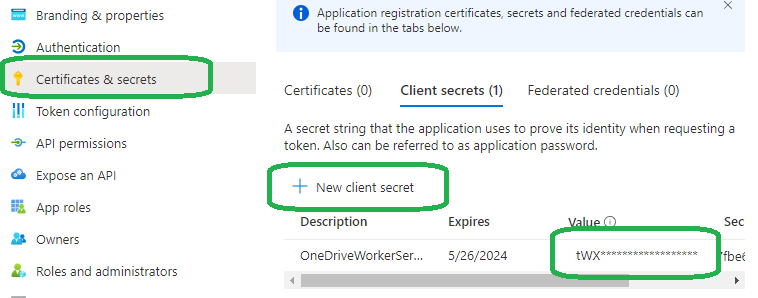 Branding & properties
Authentication
Certificates & secrets
Token configuration
API permissions
Expose an API
App roles
Owners
Roles and administrators
Application registration certificates, secrets and federated credentials can
be found in the tabs below.
Certificates (0) Client secrets (1) Federated credentials (0)
A secret string that the application uses to prove its identity when requesting a
token. Also can be referred to as application password.
+ New client secret
Description Expires Value Sec
OneDriveWorkerSer... 5/26/2024 tWX****************** fbe6